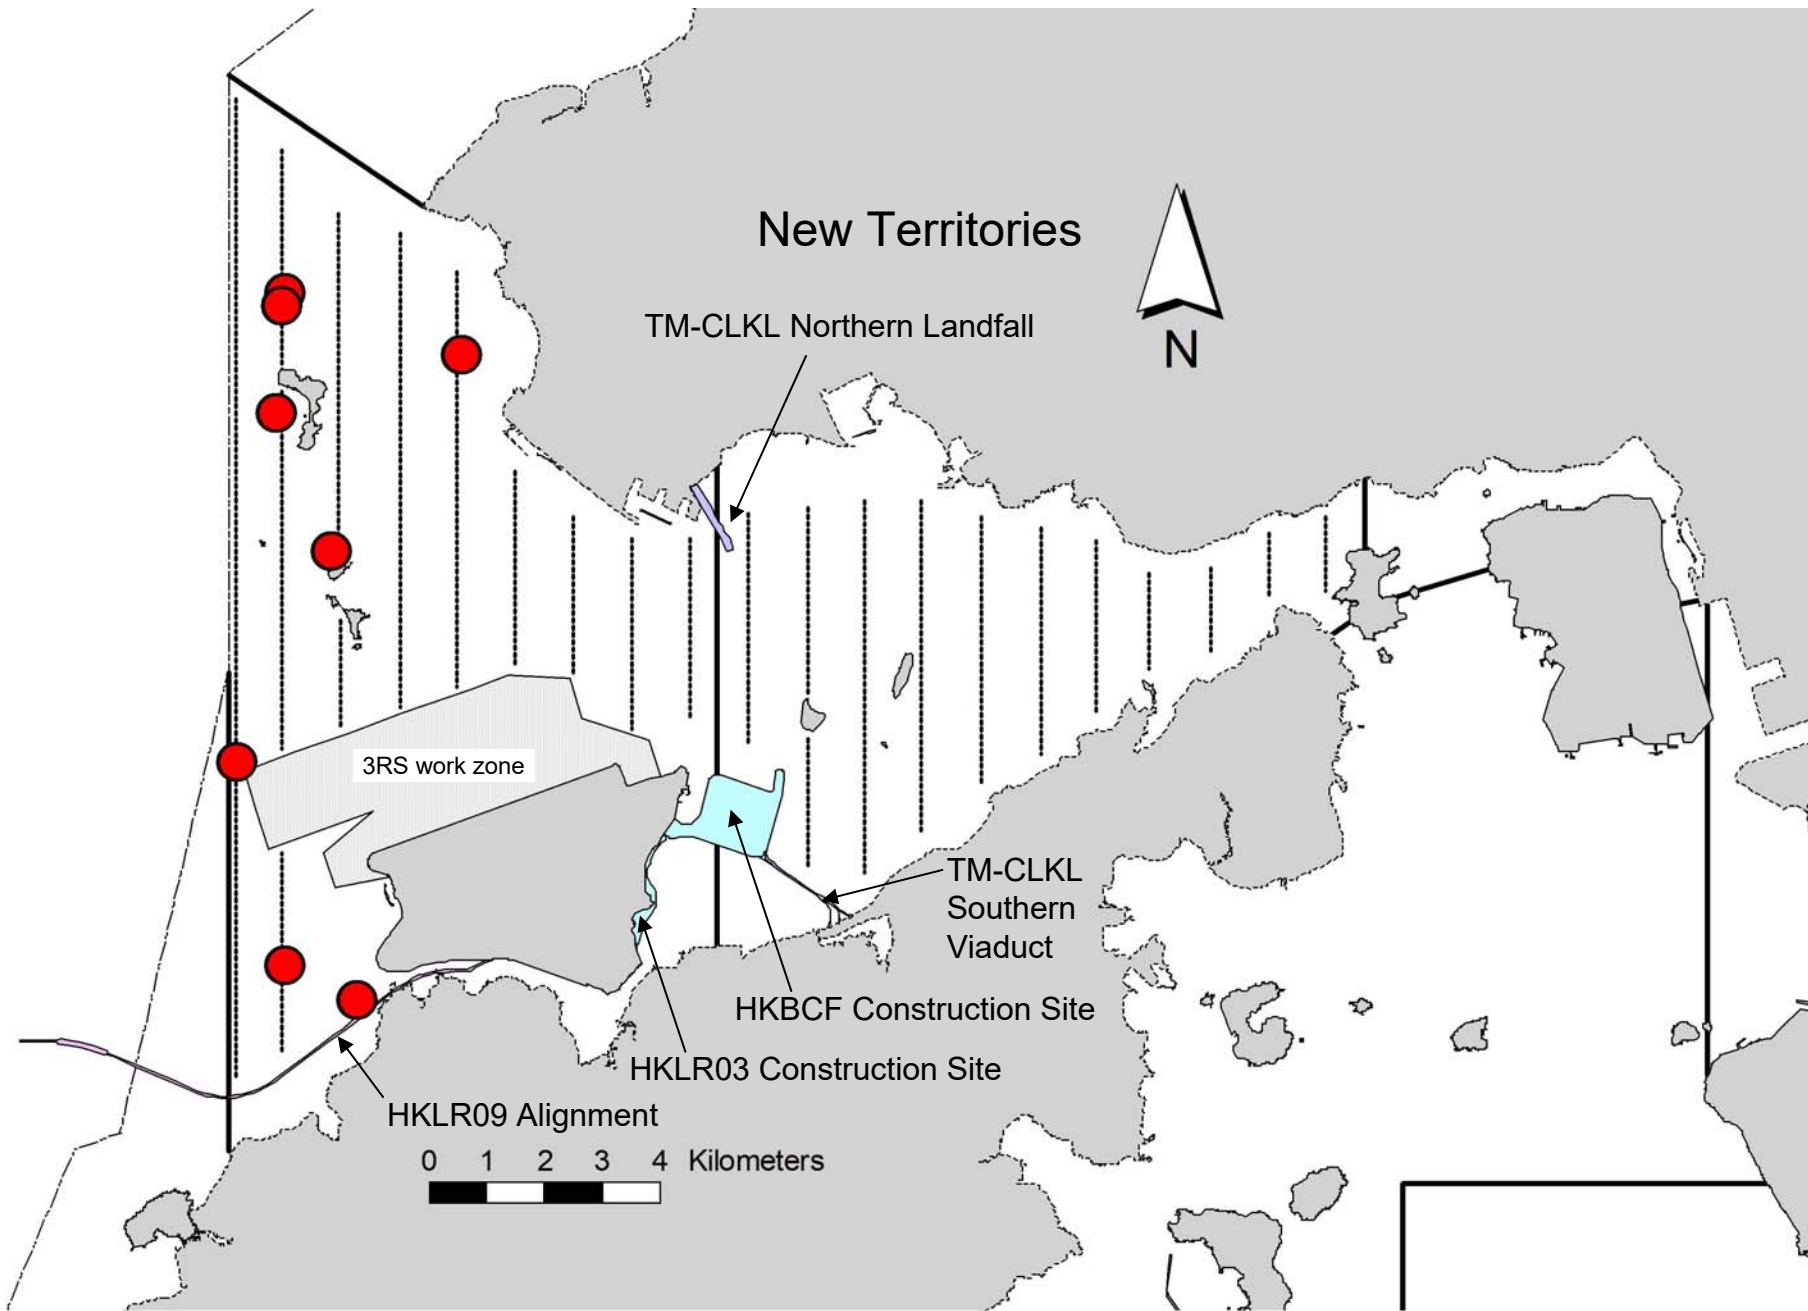 New Territories
TM-CLKL Northern Landfall
N
3RS work zone
TM-CLKL
Southern
Viaduct
HKBCF Construction Site
HKLR03 Construction Site
HKLR09 Alignment
0 1 2 3 4 Kilometers